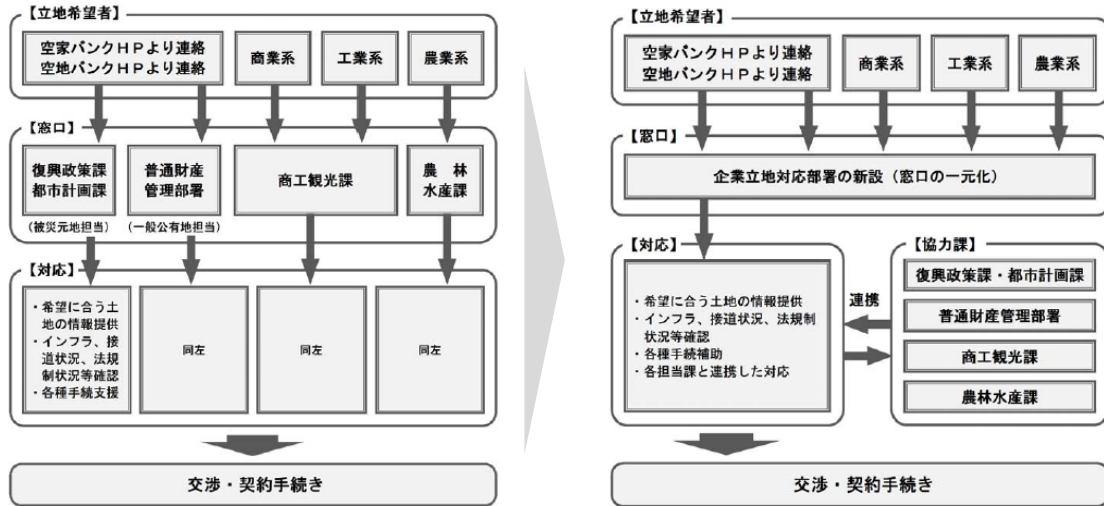 【立地希望者】
空家バンクHPより連絡
空地バンクHPより連絡
商業系
工業系
農業系
【窓口】
復興政策課
都市計画課
(被災元地担当)
普通財産
管理部署
(一般公有地担当)
商工観光課
農　林
水産課
【対応】
・希望に合う土
地の情報提供
・インフラ、接
道状況、法規
制状況等確認
・各種手続支援
同左
同左
同左
交渉・契約手続き
【立地希望者】
空家バンクHPより連絡
空地バンクHPより連絡
商業系
工業系
農業系
【窓口】
企業立地対応部署の新設（窓口の一元化）
【対応】
・希望に合う土地の情報提供
・インフラ、接道状況、法規制
状況等確認
・各種手続補助
・各担当課と連携した対応
連携
【協力課】
復興政策課・都市計画課
普通財産管理部署
商工観光課
農林水産課
交渉・契約手続き